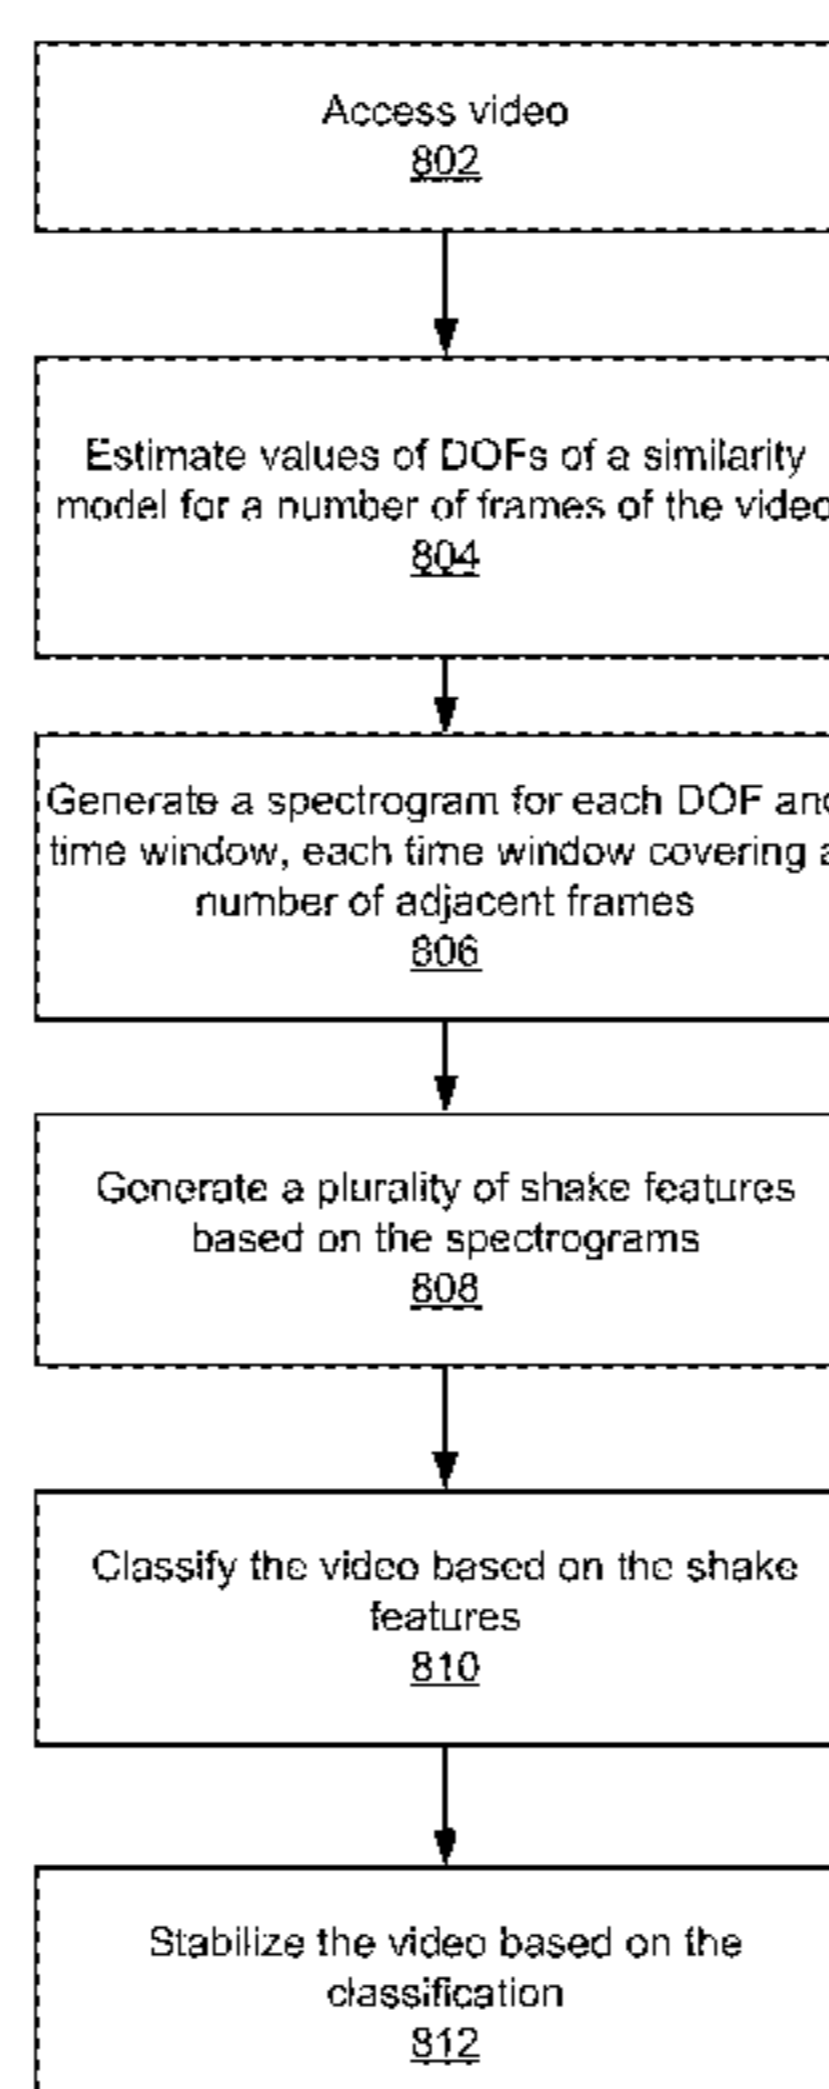 Access video
802
Estimate values of DOFs of a similarity
model for a number of frames of the video
804
Generate a spectrogram for each DOF and
time window, each time window covering a
number of adjacent frames
806
Generate a plurality of shake features
based on the spectrograms
808
Classify the video based on the shake
features
810
Stabilize the video based on the
classification
812